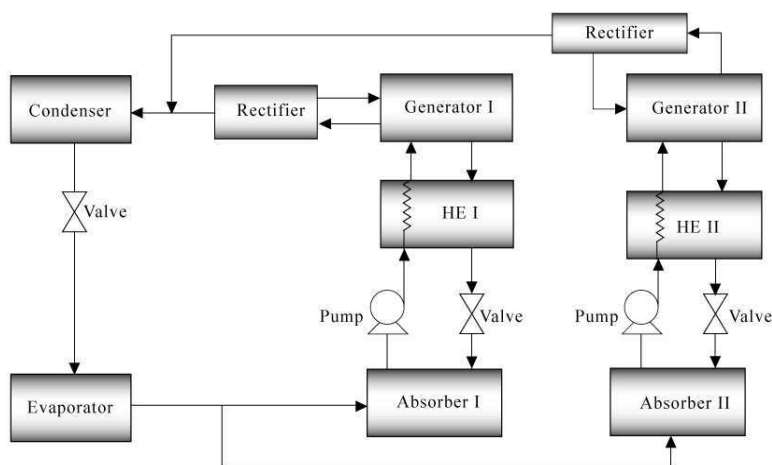 Rectifier
Condenser
Rectifier
Generator I
Generator II
Valve
HE I
HE II
Pump
Valve
Pump
Valve
Evaporator
Absorber I
Absorber II